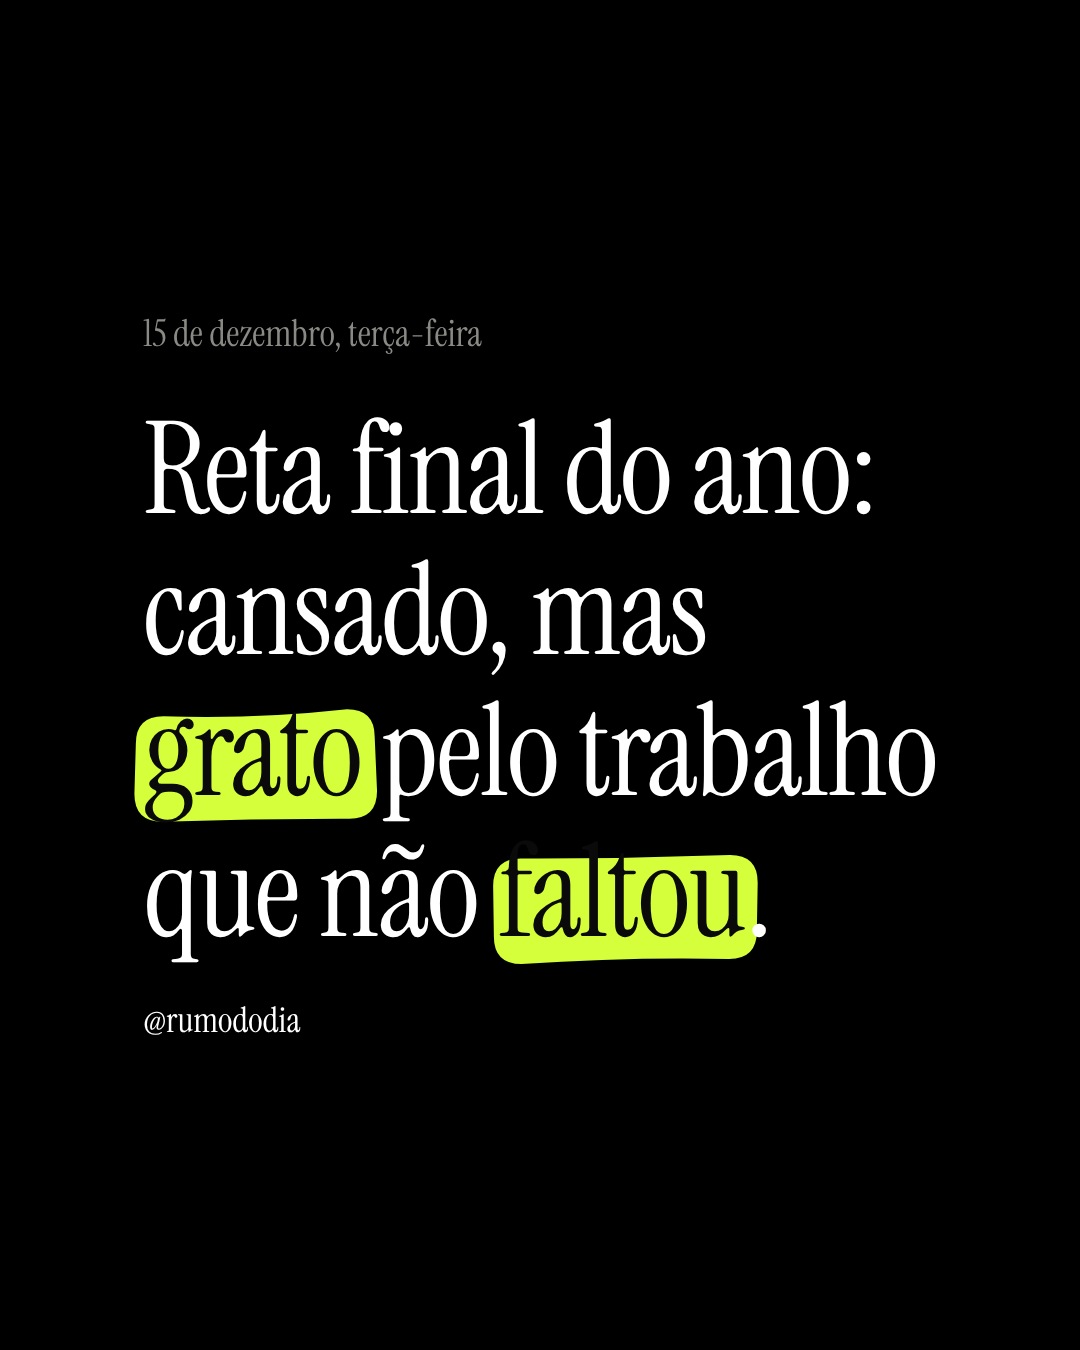 15 de dezembro, terça-feira
Reta final do ano:
cansado, mas
grato pelo trabalho
que não faltou.
@rumododia